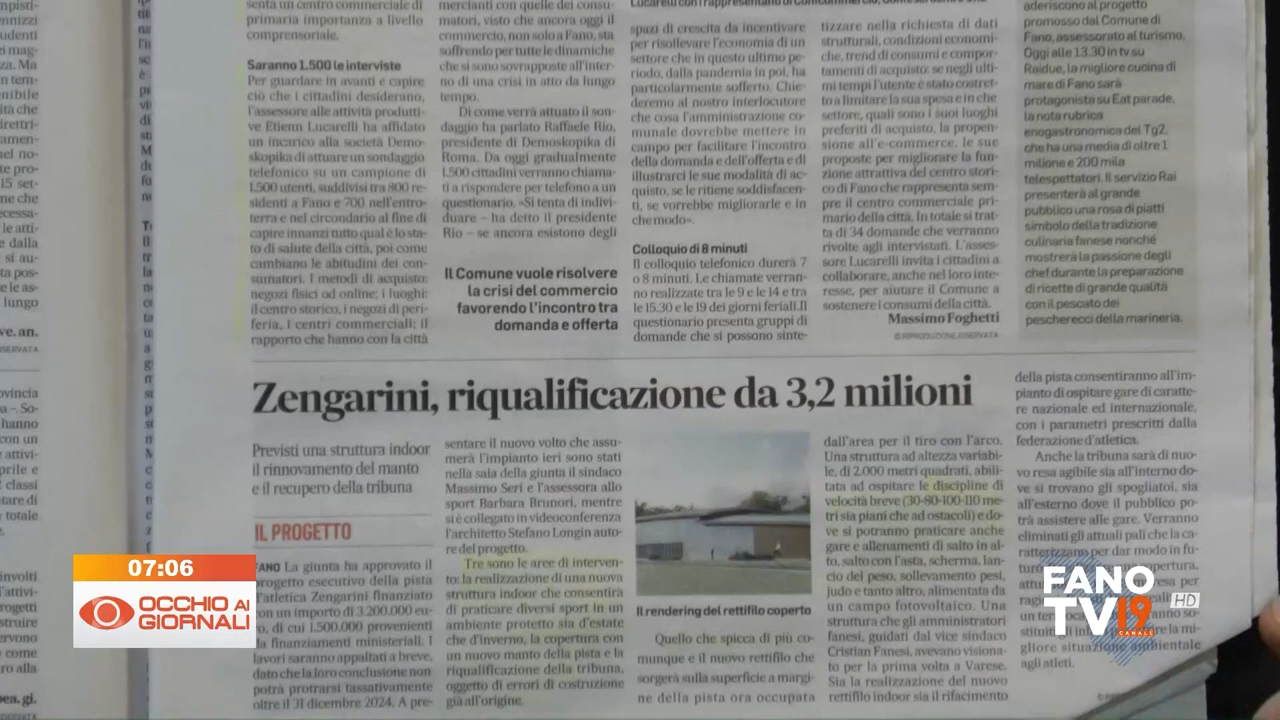 senta un centro commerciale di
primaria importanza a livello
comprensoriale.
Saranno 1.500 le interviste
Per guardare in avanti e capire
ciò che i cittadini desiderano,
l'assessore alle attività produtti-
ve Etienn Lucarelli ha affidato
un incarico alla società Demo-
skopika di attuare un sondaggio
telefonico su un campione di
1.500 utenti, suddivisi tra 800 re-
sidenti a Fano e 700 nell'entro-
terra e nel circondario al fine di
capire innanzi tutto qual è lo sta-
to di salute della città, poi come
cambiano le abitudini dei con-
sumatori. I metodi di acquisto:
negozi fisici od online; i luoghi:
il centro storico, i negozi di peri-
feria, i centri commerciali; il
rapporto che hanno con la città
mercianti con quelle dei consu-
matori, visto che ancora oggi il
commercio, non solo a Fano, sta
soffrendo per tutte le dinamiche
che si sono sovrapposte all'inter-
no di una crisi in atto da lungo
tempo.
Di come verrà attuato il son-
daggio ha parlato Raffaele Rio,
presidente di Demoskopika di
Roma. Da oggi gradualmente
1.500 cittadini verranno chiama-
ti a rispondere per telefono a un
questionario. «Si tenta di indivi-
duare – ha detto il presidente
Rio – se ancora esistono degli
Il Comune vuole risolvere
la crisi del commercio
favorendo l'incontro tra
domanda e offerta
spazi di crescita da incentivare
per risollevare l'economia di un
settore che in questo ultimo pe-
riodo, dalla pandemia in poi, ha
particolarmente sofferto. Chie-
deremo al nostro interlocutore
che cosa l'amministrazione co-
munale dovrebbe mettere in
campo per facilitare l'incontro
della domanda e dell'offerta e di
illustrarci le sue modalità di ac-
quisto, se le ritiene soddisfacen-
ti, se vorrebbe migliorarle e in
che modo».
Colloquio di 8 minuti
Il colloquio telefonico durerà 7
o 8 minuti. Le chiamate verran-
no realizzate tra le 9 e le 14 e tra
le 15.30 e le 19 dei giorni feriali. Il
questionario presenta gruppi di
domande che si possono sinte-
tizzare nella richiesta di dati
strutturali, condizioni economi-
che, trend di consumo e compor-
tamenti di acquisto: se negli ulti-
mi tempi l'utente è stato costret-
to a limitare la sua spesa e in che
settore, quali sono i suoi luoghi
preferiti di acquisto, la propen-
sione all'e-commerce, le sue
proposte per migliorare la fun-
zione attrattiva del centro stori-
co di Fano che rappresenta sem-
pre il centro commerciale pri-
mario della città. In totale si trat-
ta di 34 domande che verranno
rivolte agli intervistati. L'asses-
sore Lucarelli invita i cittadini a
collaborare, anche nel loro inte-
resse, per aiutare il Comune a
sostenere i consumi della città.
Massimo Foghetti
© RIPRODUZIONE RISERVATA
aderiscono al progetto
promosso dal Comune di
Fano, assessorato al turismo.
Oggi alle 13.30 in tv su
Raidue, la migliore cucina di
mare di Fano sarà
protagonista su Eat parade,
la nota rubrica
enogastronomica del Tg2,
che ha una media di oltre 1
milione e 200 mila
telespettatori. Il servizio Rai
presenterà al grande
pubblico una rosa di piatti
simbolo della tradizione
culinaria fanese nonché
mostrerà la passione degli
chef durante la preparazione
di ricette di grande qualità
con il pescato dei
pescherecci della marineria.
Zengarini, riqualificazione da 3,2 milioni
Previsti una struttura indoor
il rinnovamento del manto
e il recupero della tribuna
IL PROGETTO
FANO La giunta ha approvato il
progetto esecutivo della pista
d'atletica Zengarini finanziato
con un importo di 3.200.000 eu-
ro, di cui 1.500.000 provenienti
da finanziamenti ministeriali. I
lavori saranno appaltati a breve,
dato che la loro conclusione non
potrà protrarsi tassativamente
oltre il 31 dicembre 2024. A pre-
sentare il nuovo volto che assu-
merà l'impianto ieri sono stati
nella sala della giunta il sindaco
Massimo Seri e l'assessora allo
sport Barbara Brunori, mentre
si è collegato in videoconferenza
l'architetto Stefano Longin auto-
re del progetto.
Tre sono le aree di interven-
to: la realizzazione di una nuova
struttura indoor che consentirà
di praticare diversi sport in un
ambiente protetto sia d'estate
che d'inverno, la copertura con
un nuovo manto della pista e la
riqualificazione della tribuna,
oggetto di errori di costruzione
già all'origine.
Il rendering del rettifilo coperto
Quello che spicca di più co-
munque e il nuovo rettifilo che
sorgerà sulla superficie a margi-
ne della pista ora occupata
dall'area per il tiro con l'arco.
Una struttura ad altezza variabi-
le, di 2.000 metri quadrati, abili-
tata ad ospitare le discipline di
velocità breve (30-80-100-110 me-
tri sia piani che ad ostacoli) e do-
ve si potranno praticare anche
gare e allenamenti di salto in al-
to, salto con l'asta, scherma, lan-
cio del peso, sollevamento pesi,
judo e tanto altro, alimentata da
un campo fotovoltaico. Una
struttura che gli amministratori
fanesi, guidati dal vice sindaco
Cristian Fanesi, avevano visiona-
to per la prima volta a Varese.
Sia la realizzazione del nuovo
rettifilo indoor sia il rifacimento
della pista consentiranno all'im-
pianto di ospitare gare di caratte-
re nazionale ed internazionale,
con i parametri prescritti dalla
federazione d'atletica.
Anche la tribuna sarà di nuo-
vo resa agibile sia all'interno do-
ve si trovano gli spogliatoi, sia
all'esterno dove il pubblico po-
trà assistere alle gare. Verranno
eliminati gli attuali pali che la ca-
ratterizzano per dar modo in fu-
gliore situazione ambientale
agli atleti.
07:06
OCCHIO AI
GIORNALI
FANO
TV 19 HD
CANALE